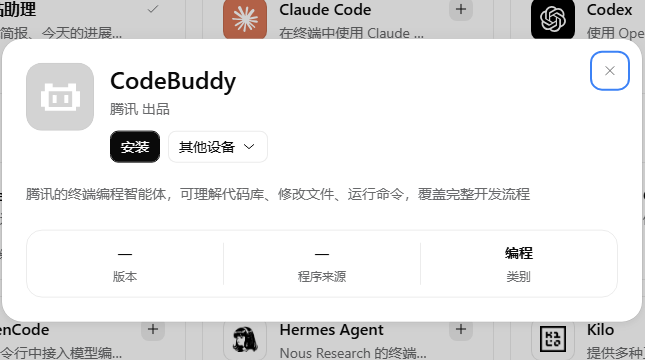 占助理
简报、今天的进展...
Claude Code
在终端中使用 Claude ...
Codex
使用 Ope
CodeBuddy
腾讯 出品
安装
其他设备
腾讯的终端编程智能体，可理解代码库、修改文件、运行命令，覆盖完整开发流程
—
版本
—
程序来源
编程
类别
enCode
令行中接入模型编...
Hermes Agent
Nous Research 的终端...
Kilo
提供多种